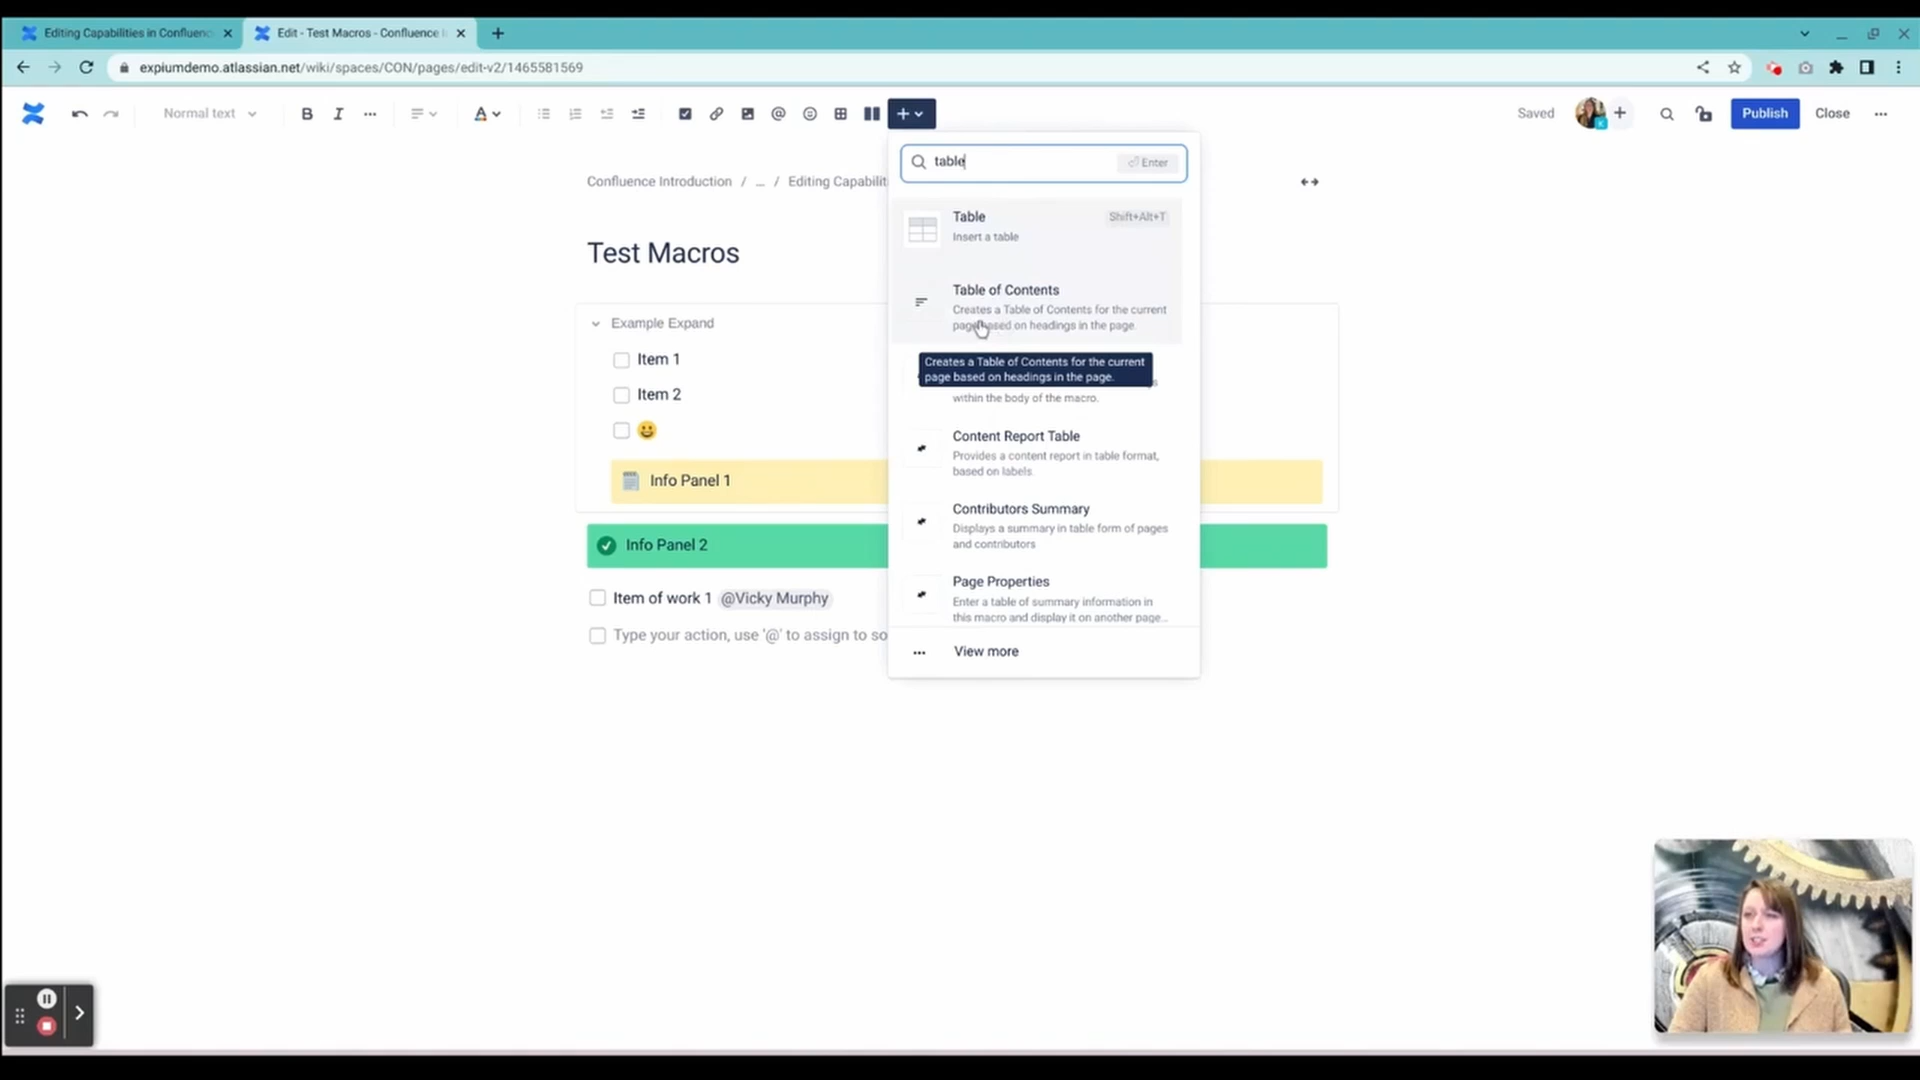 Editing Capabilities in Confluenc
Edit - Test Macros - Confluence
expiumdemo.atlassian.net/wiki/spaces/CON/pages/edit-v2/1465581569
Normal text
B
I
A
Saved
Publish
Close
table
Enter
Confluence Introduction / ... / Editing Capabilit
Table
Shift+Alt+T
Insert a table
Test Macros
Table of Contents
Creates a Table of Contents for the current
page based on headings in the page.
Example Expand
Creates a Table of Contents for the current
page based on headings in the page.
Item 1
within the body of the macro.
Item 2
Content Report Table
Provides a content report in table format,
based on labels
Info Panel 1
Contributors Summary
Displays a summary in table form of pages
and contributors
Info Panel 2
Page Properties
Enter a table of summary information in
this macro and display it on another page...
Item of work 1 @Vicky Murphy
Type your action, use '@' to assign to so
View more